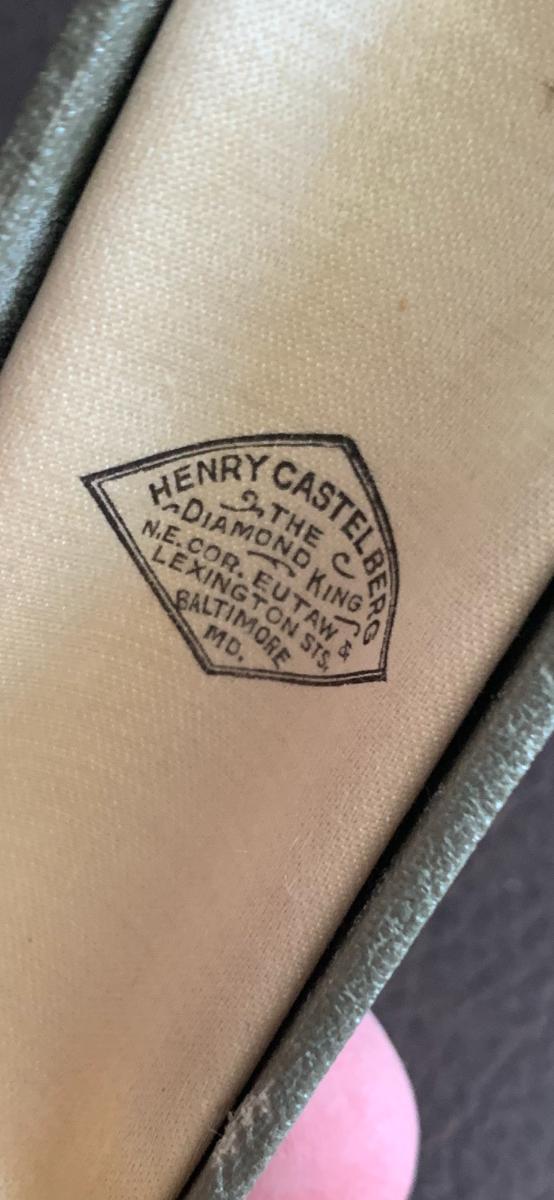 HENRY CASTELBERG
THE
DIAMOND KING
N.E. COR. EUTAW &
LEXINGTON STS,
BALTIMORE
MD.